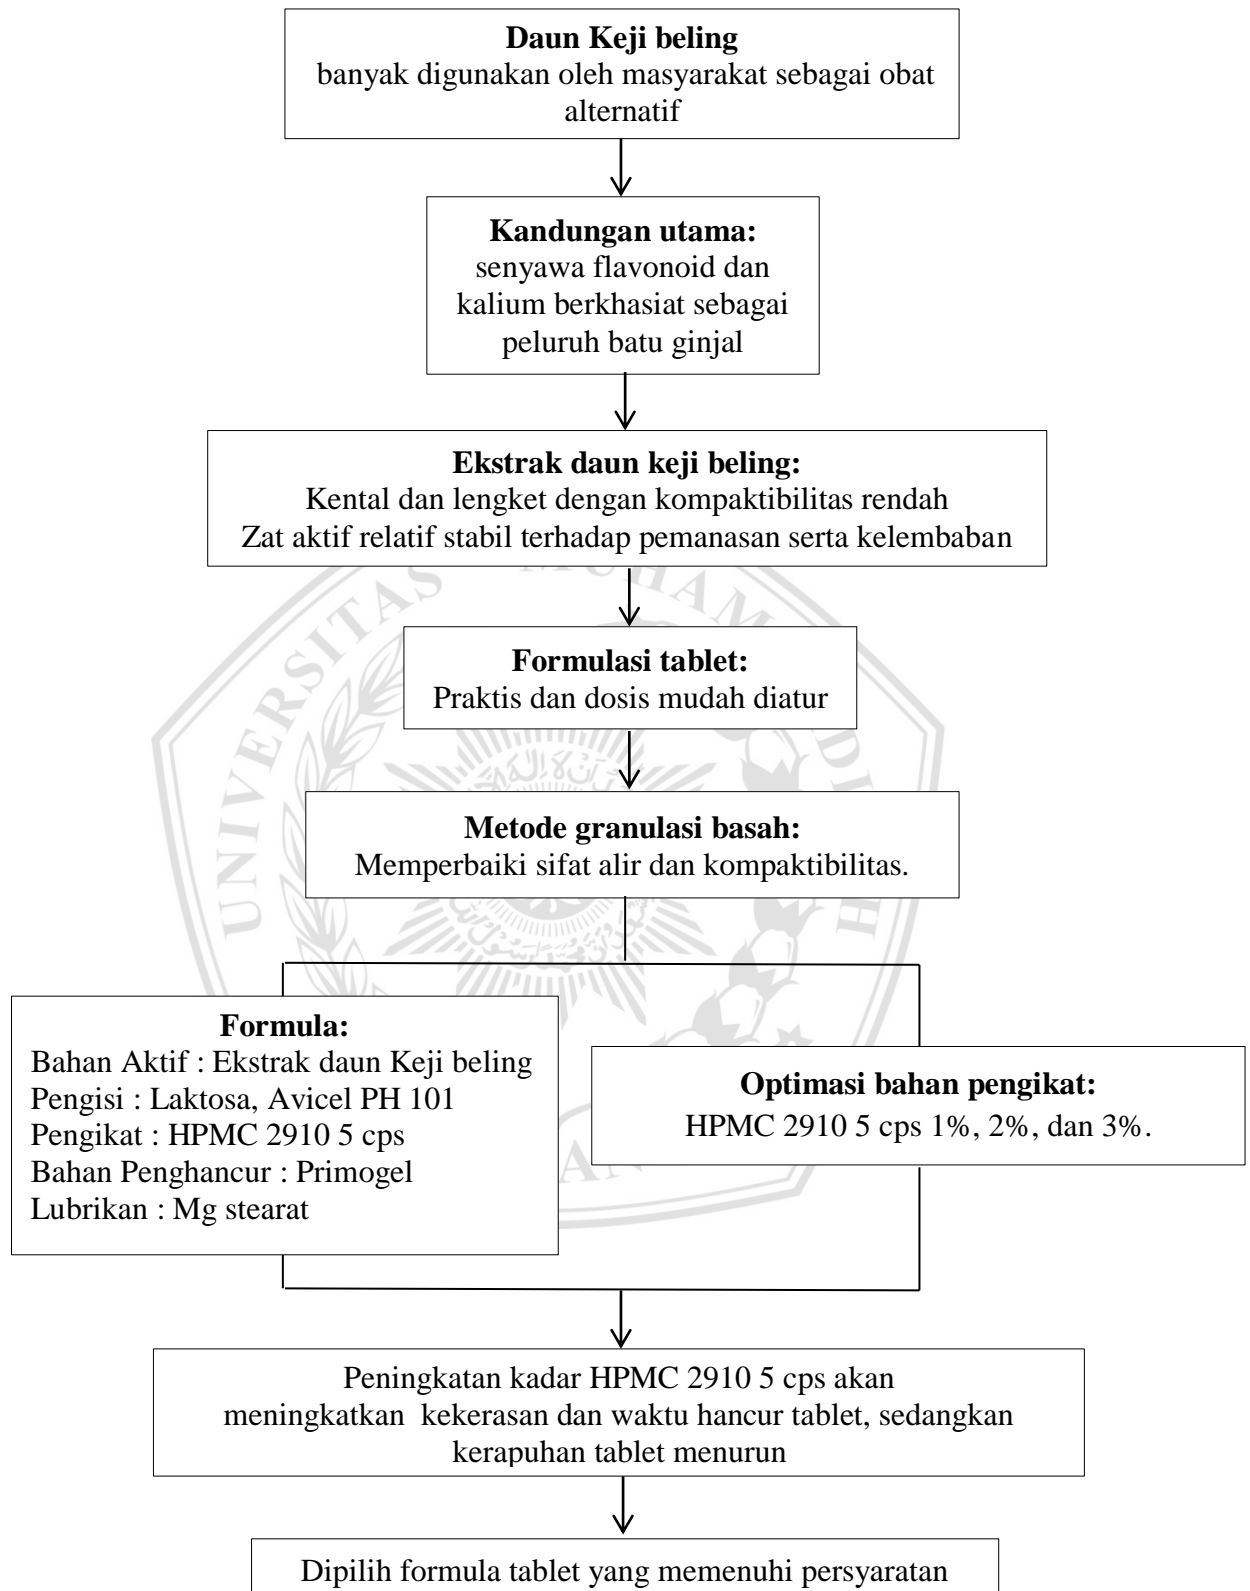 Daun Keji beling
banyak digunakan oleh masyarakat sebagai obat
alternatif
Kandungan utama:
senyawa flavonoid dan
kalium berkhasiat sebagai
peluruh batu ginjal
Ekstrak daun keji beling:
Kental dan lengket dengan kompaktibilitas rendah
Zat aktif relatif stabil terhadap pemanasan serta kelembaban
Formulasi tablet:
Praktis dan dosis mudah diatur
Metode granulasi basah:
Memperbaiki sifat alir dan kompaktibilitas.
Formula:
Bahan Aktif : Ekstrak daun Keji beling
Pengisi : Laktosa, Avicel PH 101
Pengikat : HPMC 2910 5 cps
Bahan Penghancur : Primogel
Lubrikan : Mg stearat
Optimasi bahan pengikat:
HPMC 2910 5 cps 1%, 2%, dan 3%.
Peningkatan kadar HPMC 2910 5 cps akan
meningkatkan  kekerasan dan waktu hancur tablet, sedangkan
kerapuhan tablet menurun
Dipilih formula tablet yang memenuhi persyaratan
UNIVERSITAS MUHAM DI H
AN